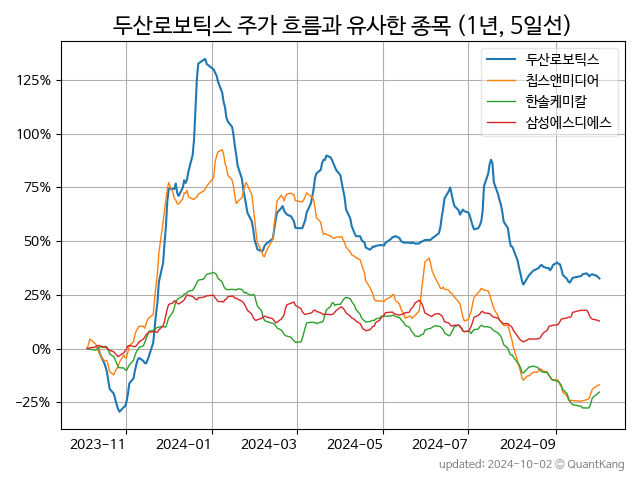 두산로보틱스 주가 흐름과 유사한 종목 (1년, 5일선)
두산로보틱스
칩스앤미디어
한솔케미칼
삼성에스디에스
125%
100%
75%
50%
25%
0%
−25%
2023-11
2024-01
2024-03
2024-05
2024-07
2024-09
updated: 2024-10-02 © QuantKang